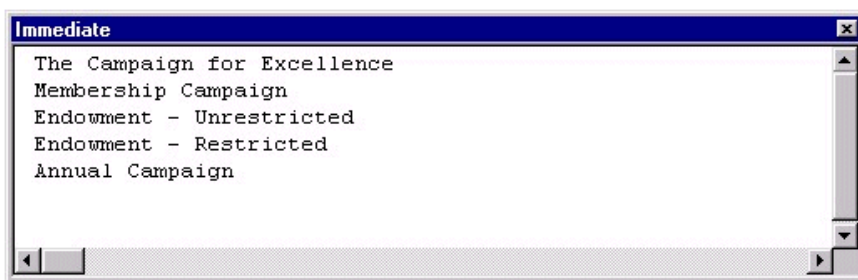 Immediate
The Campaign for Excellence
Membership Campaign
Endowment - Unrestricted
Endowment - Restricted
Annual Campaign